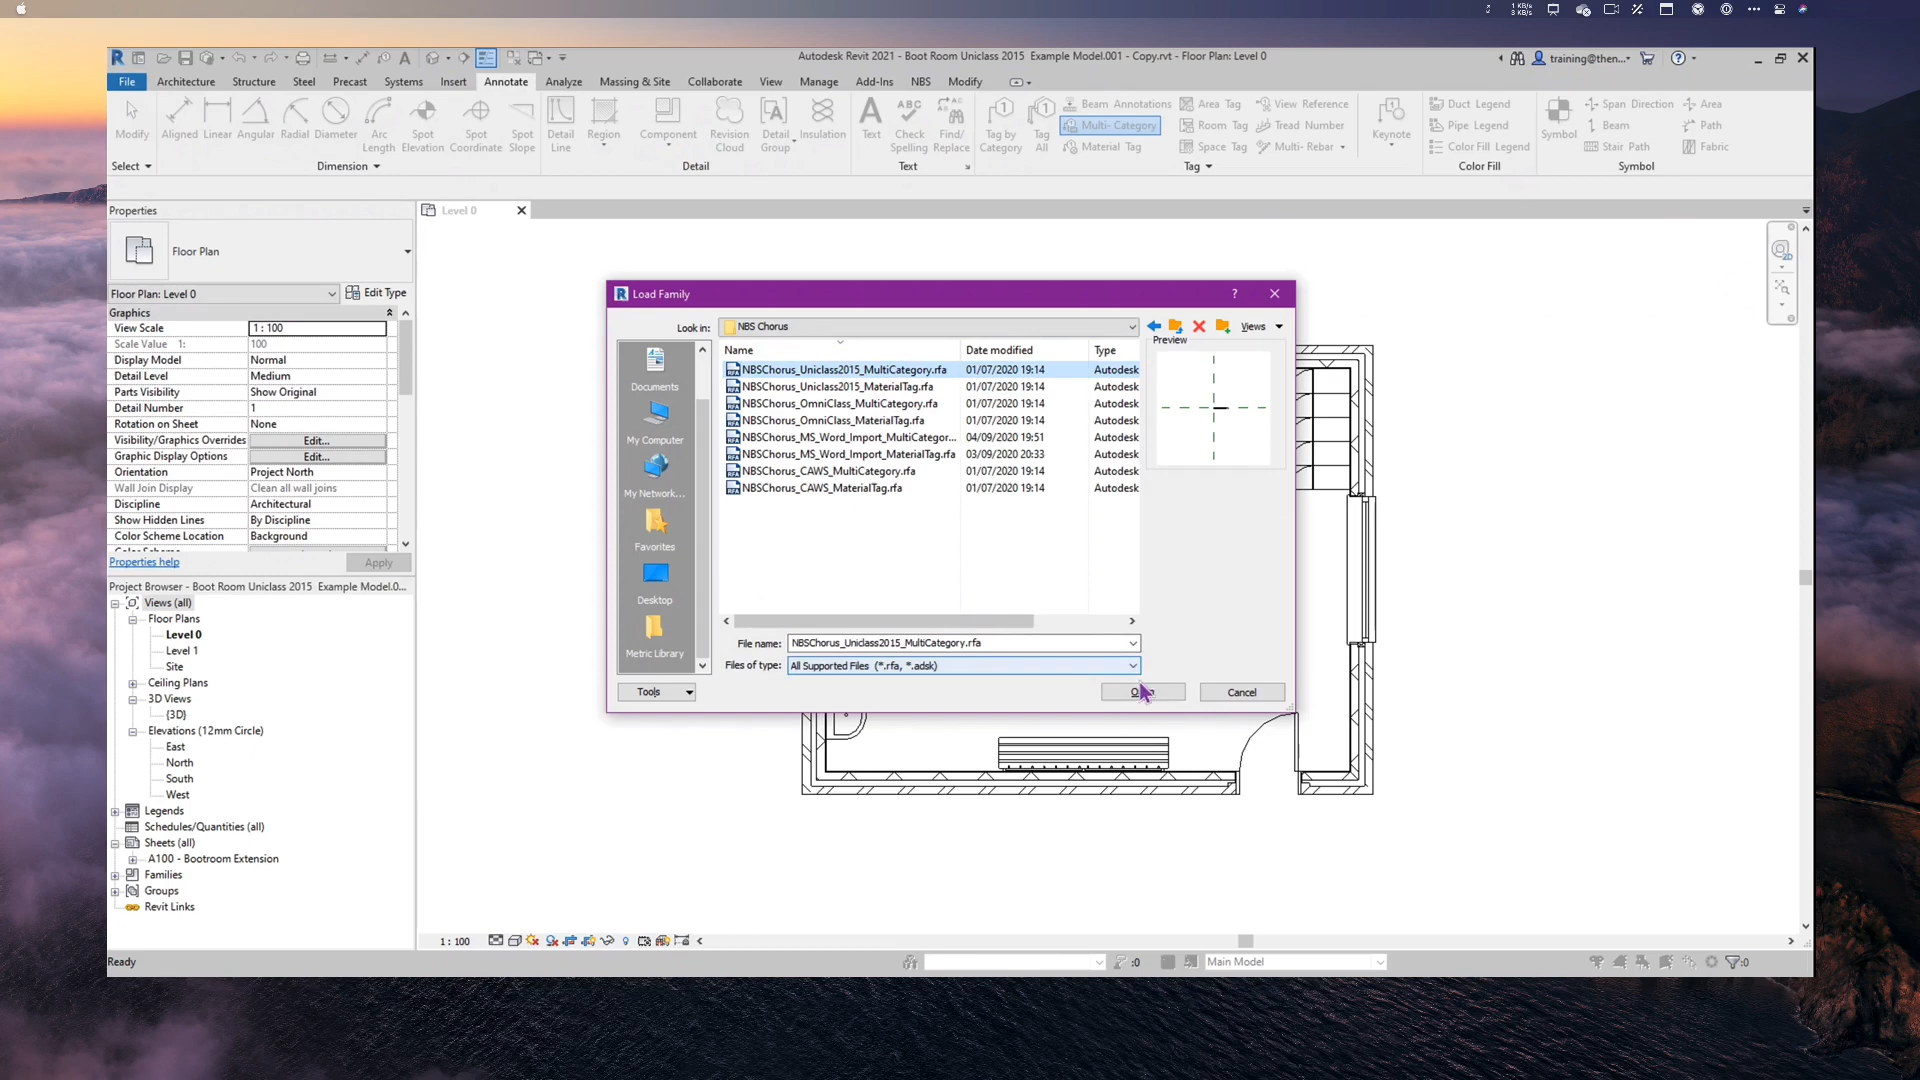 1 KB/s
3 KB/s
Autodesk Revit 2021 - Boot Room Uniclass 2015 Example Model.001 - Copy.rvt - Floor Plan: Level 0
training@then...
File Architecture Structure Steel Precast Systems Insert Annotate Analyze Massing & Site Collaborate View Manage Add-Ins NBS Modify
Modify
Aligned Linear Angular Radial Diameter Arc Length Spot Elevation Spot Coordinate Spot Slope
Detail Line Region Component Revision Cloud Detail Group Insulation
Text Check Spelling Find/ Replace
Tag by Category Tag All
Beam Annotations Area Tag View Reference
Multi- Category Room Tag Tread Number
Material Tag Space Tag Multi- Rebar
Keynote
Duct Legend
Pipe Legend
Color Fill Legend
Symbol
Span Direction Area
Beam Path
Stair Path Fabric
Select Dimension Detail Text Tag Color Fill Symbol
Properties
Level 0
Floor Plan
Floor Plan: Level 0 Edit Type
Graphics
View Scale 1 : 100
Scale Value 1: 100
Display Model Normal
Detail Level Medium
Parts Visibility Show Original
Detail Number 1
Rotation on Sheet None
Visibility/Graphics Overrides Edit...
Graphic Display Options Edit...
Orientation Project North
Wall Join Display Clean all wall joins
Discipline Architectural
Show Hidden Lines By Discipline
Color Scheme Location Background
Properties help Apply
Project Browser - Boot Room Uniclass 2015 Example Model.0...
Views (all)
Floor Plans
Level 0
Level 1
Site
Ceiling Plans
3D Views
{3D}
Elevations (12mm Circle)
East
North
South
West
Legends
Schedules/Quantities (all)
Sheets (all)
A100 - Bootroom Extension
Families
Groups
Revit Links
Load Family
Look in: NBS Chorus Views
Preview
Name Date modified Type
NBSChorus_Uniclass2015_MultiCategory.rfa 01/07/2020 19:14 Autodesk
NBSChorus_Uniclass2015_MaterialTag.rfa 01/07/2020 19:14 Autodesk
NBSChorus_OmniClass_MultiCategory.rfa 01/07/2020 19:14 Autodesk
NBSChorus_OmniClass_MaterialTag.rfa 01/07/2020 19:14 Autodesk
NBSChorus_MS_Word_Import_MultiCategor... 04/09/2020 19:51 Autodesk
NBSChorus_MS_Word_Import_MaterialTag.rfa 03/09/2020 20:33 Autodesk
NBSChorus_CAWS_MultiCategory.rfa 01/07/2020 19:14 Autodesk
NBSChorus_CAWS_MaterialTag.rfa 01/07/2020 19:14 Autodesk
Documents
My Computer
My Network...
Favorites
Desktop
Metric Library
File name: NBSChorus_Uniclass2015_MultiCategory.rfa
Files of type: All Supported Files (*.rfa, *.adsk)
Tools Cancel
1 : 100
Ready
:0
Main Model
:0